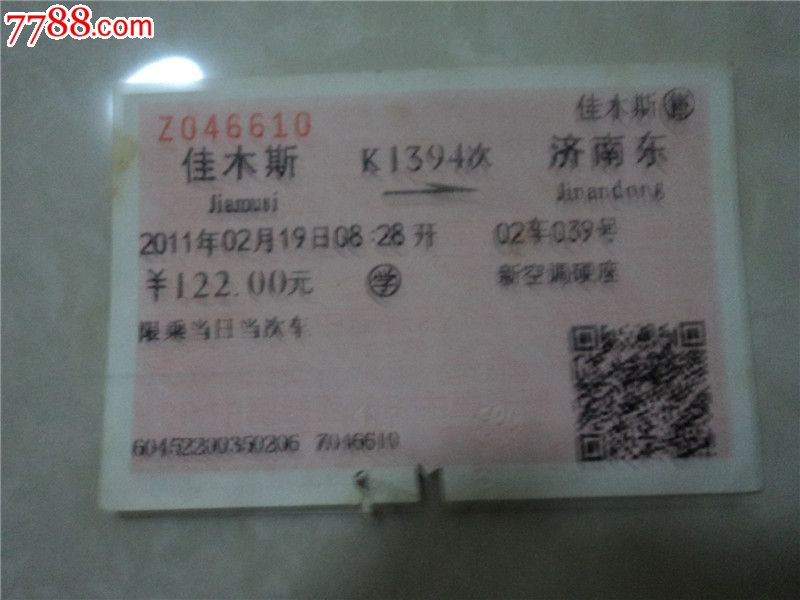 7788.com
佳木斯售
Z046610
佳木斯 K1394次 济南东
Jiamusi Jinandong
2011年02月19日08:28开 02车039号
¥122.00元 学 新空调硬座
限乘当日当次车
60452200350206 Z046610